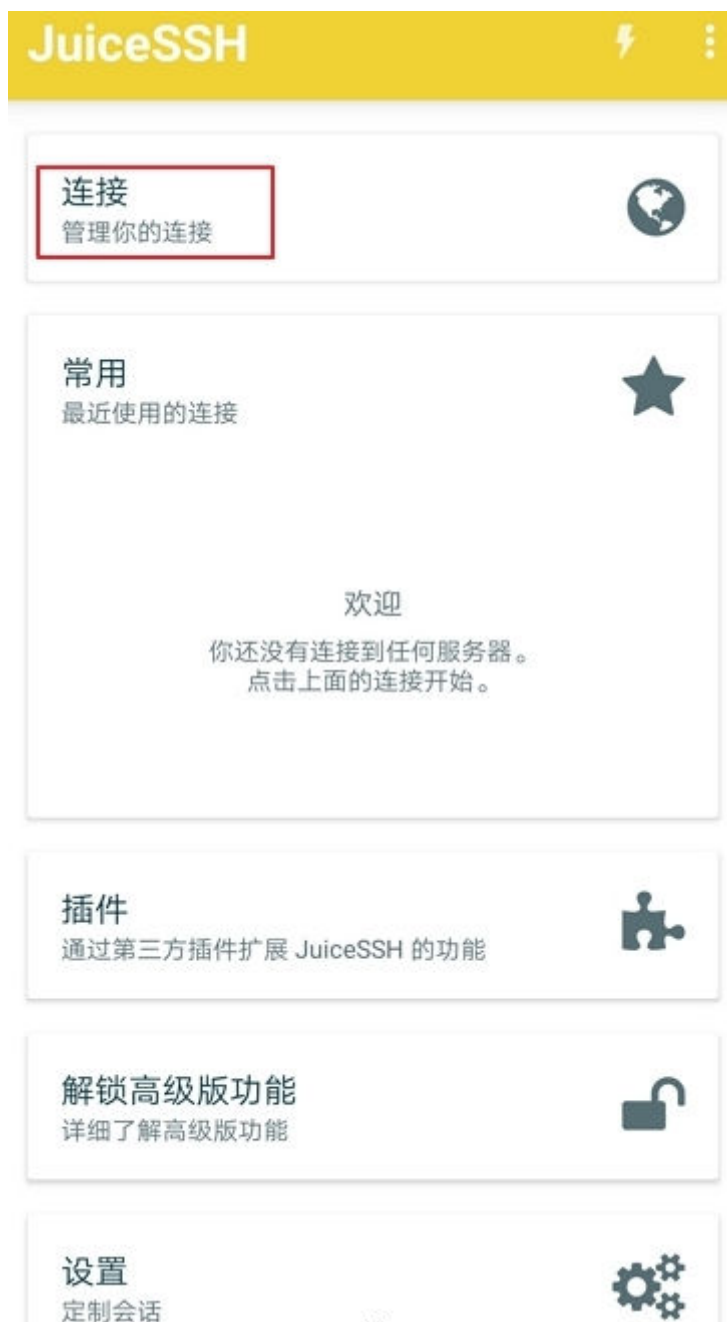 JuiceSSH
连接
管理你的连接
常用
最近使用的连接
欢迎
你还没有连接到任何服务器。
点击上面的连接开始。
插件
通过第三方插件扩展 JuiceSSH 的功能
解锁高级版功能
详细了解高级版功能
设置
定制会话